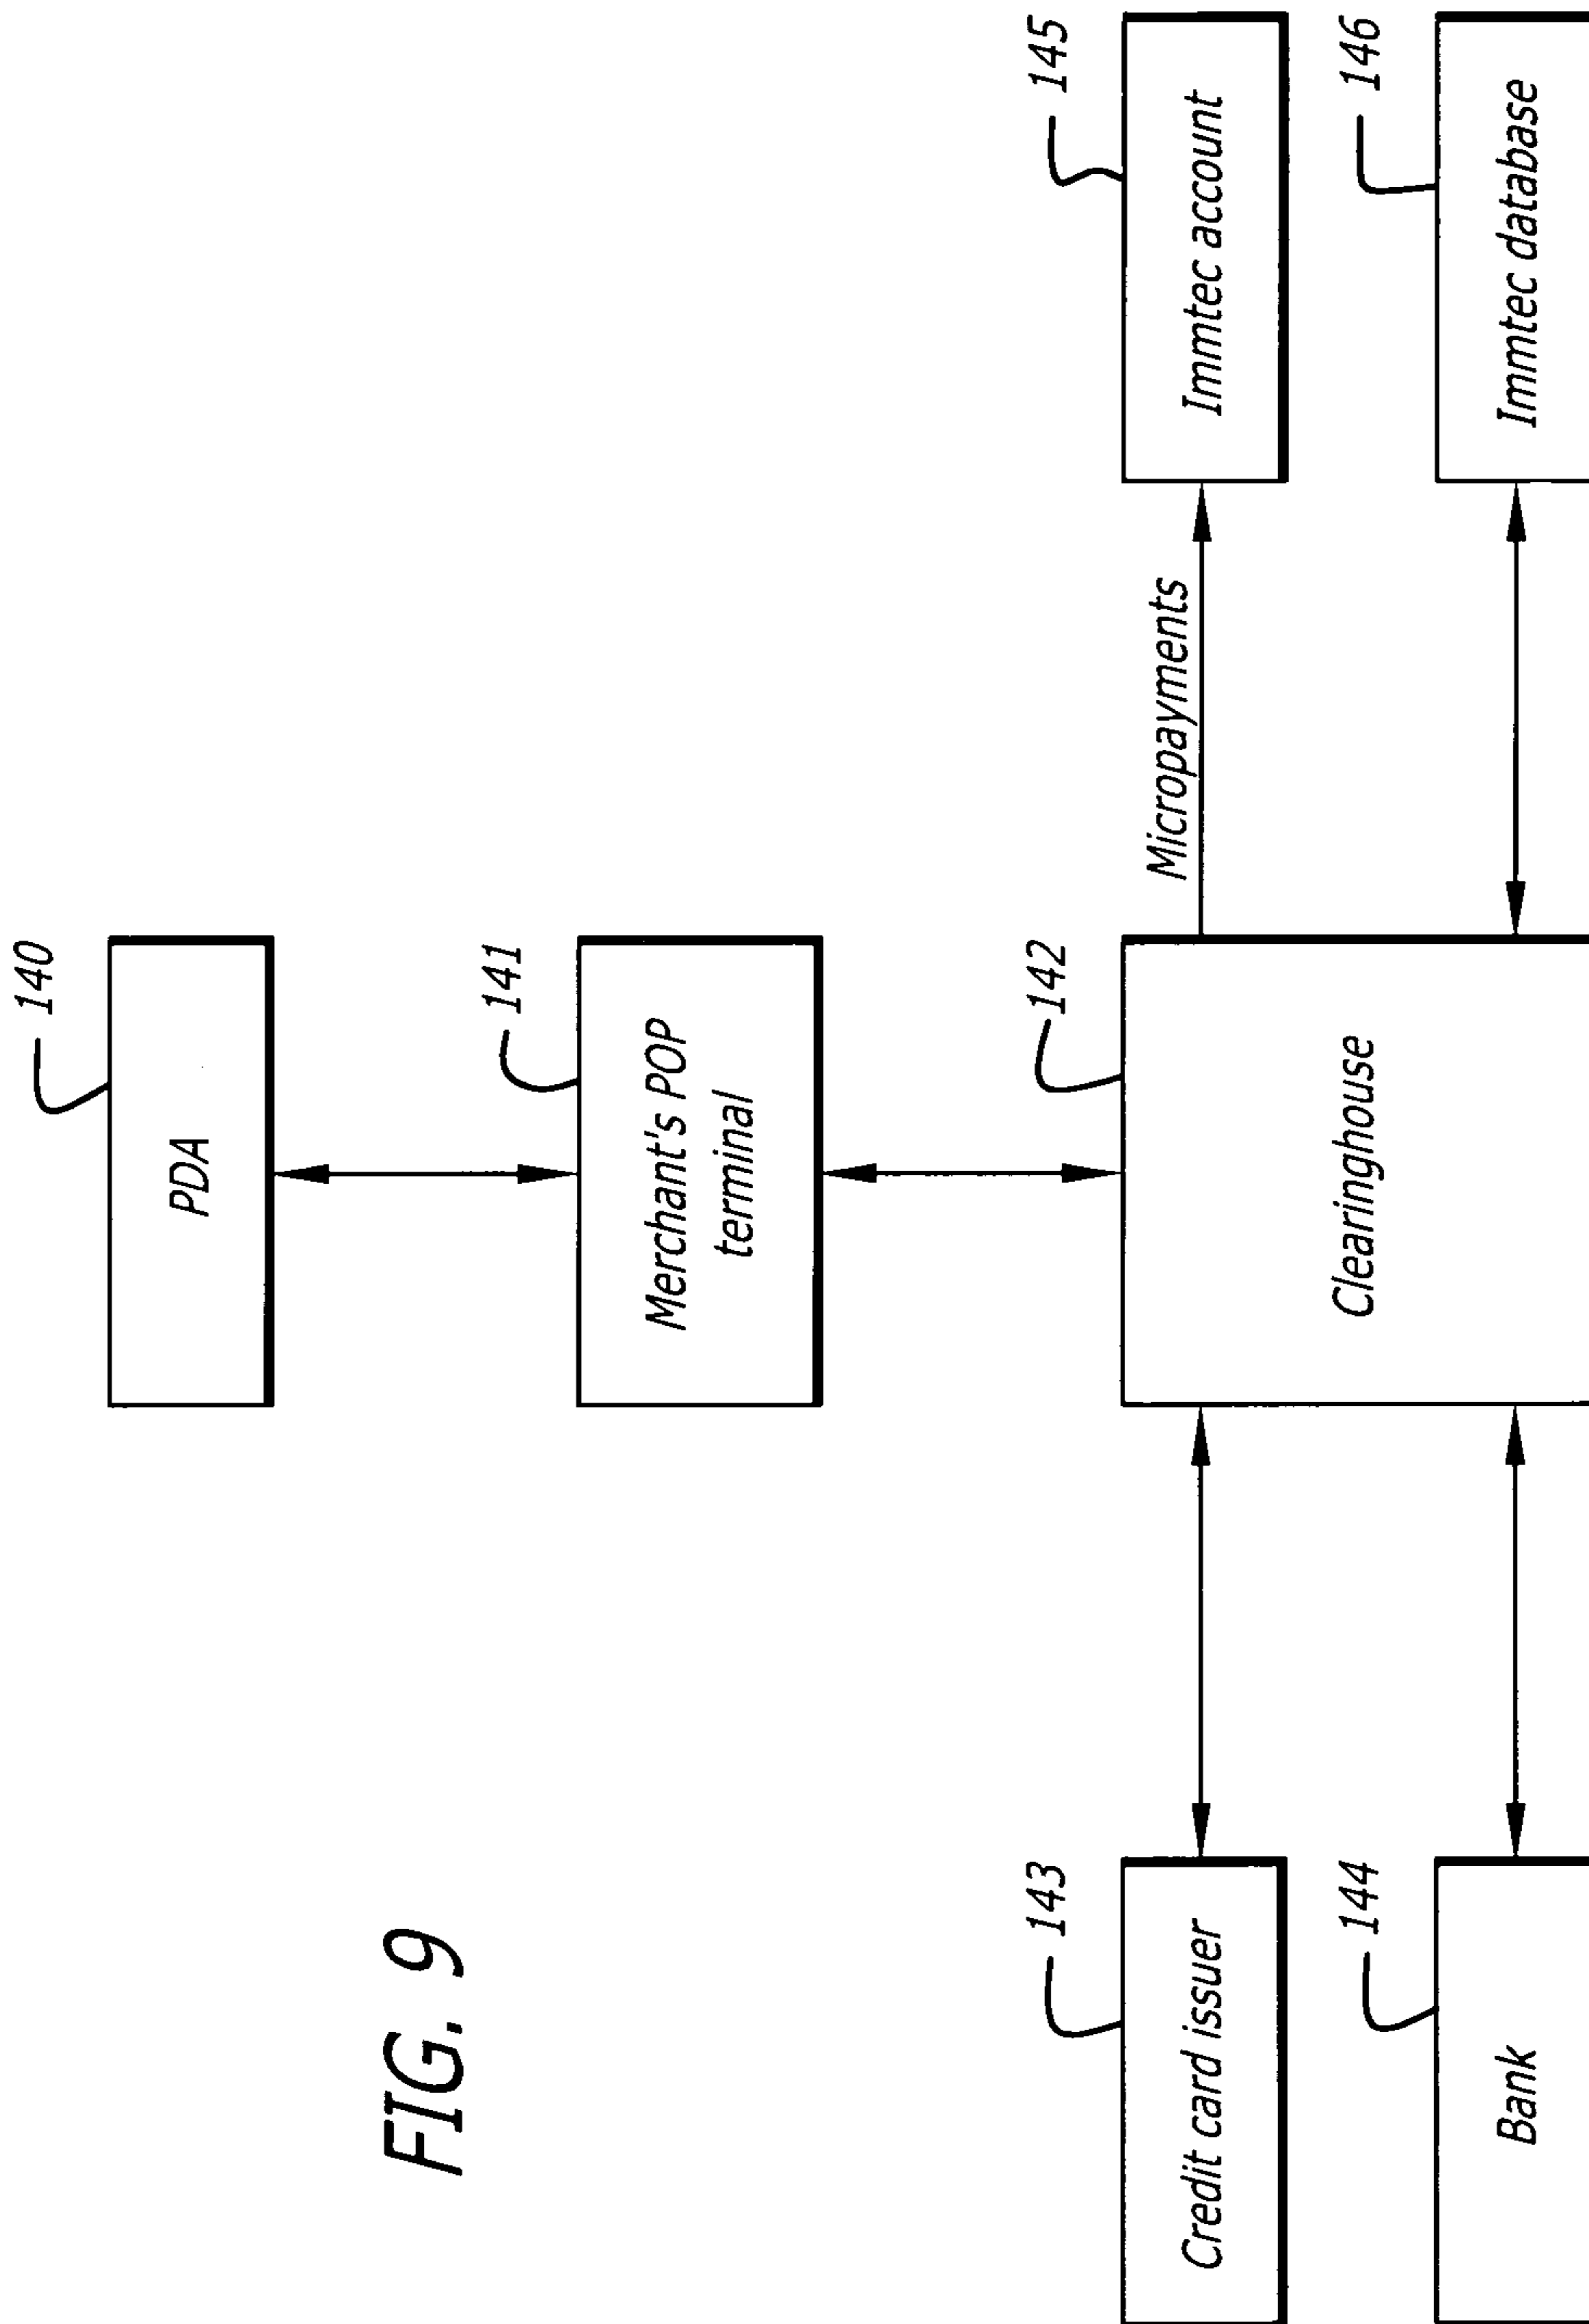 FIG. 9
140
PDA
141
Merchant's POP
terminal
142
Clearinghouse
143
Credit card issuer
144
Bank
Micropayments
145
Immtec account
146
Immtec database